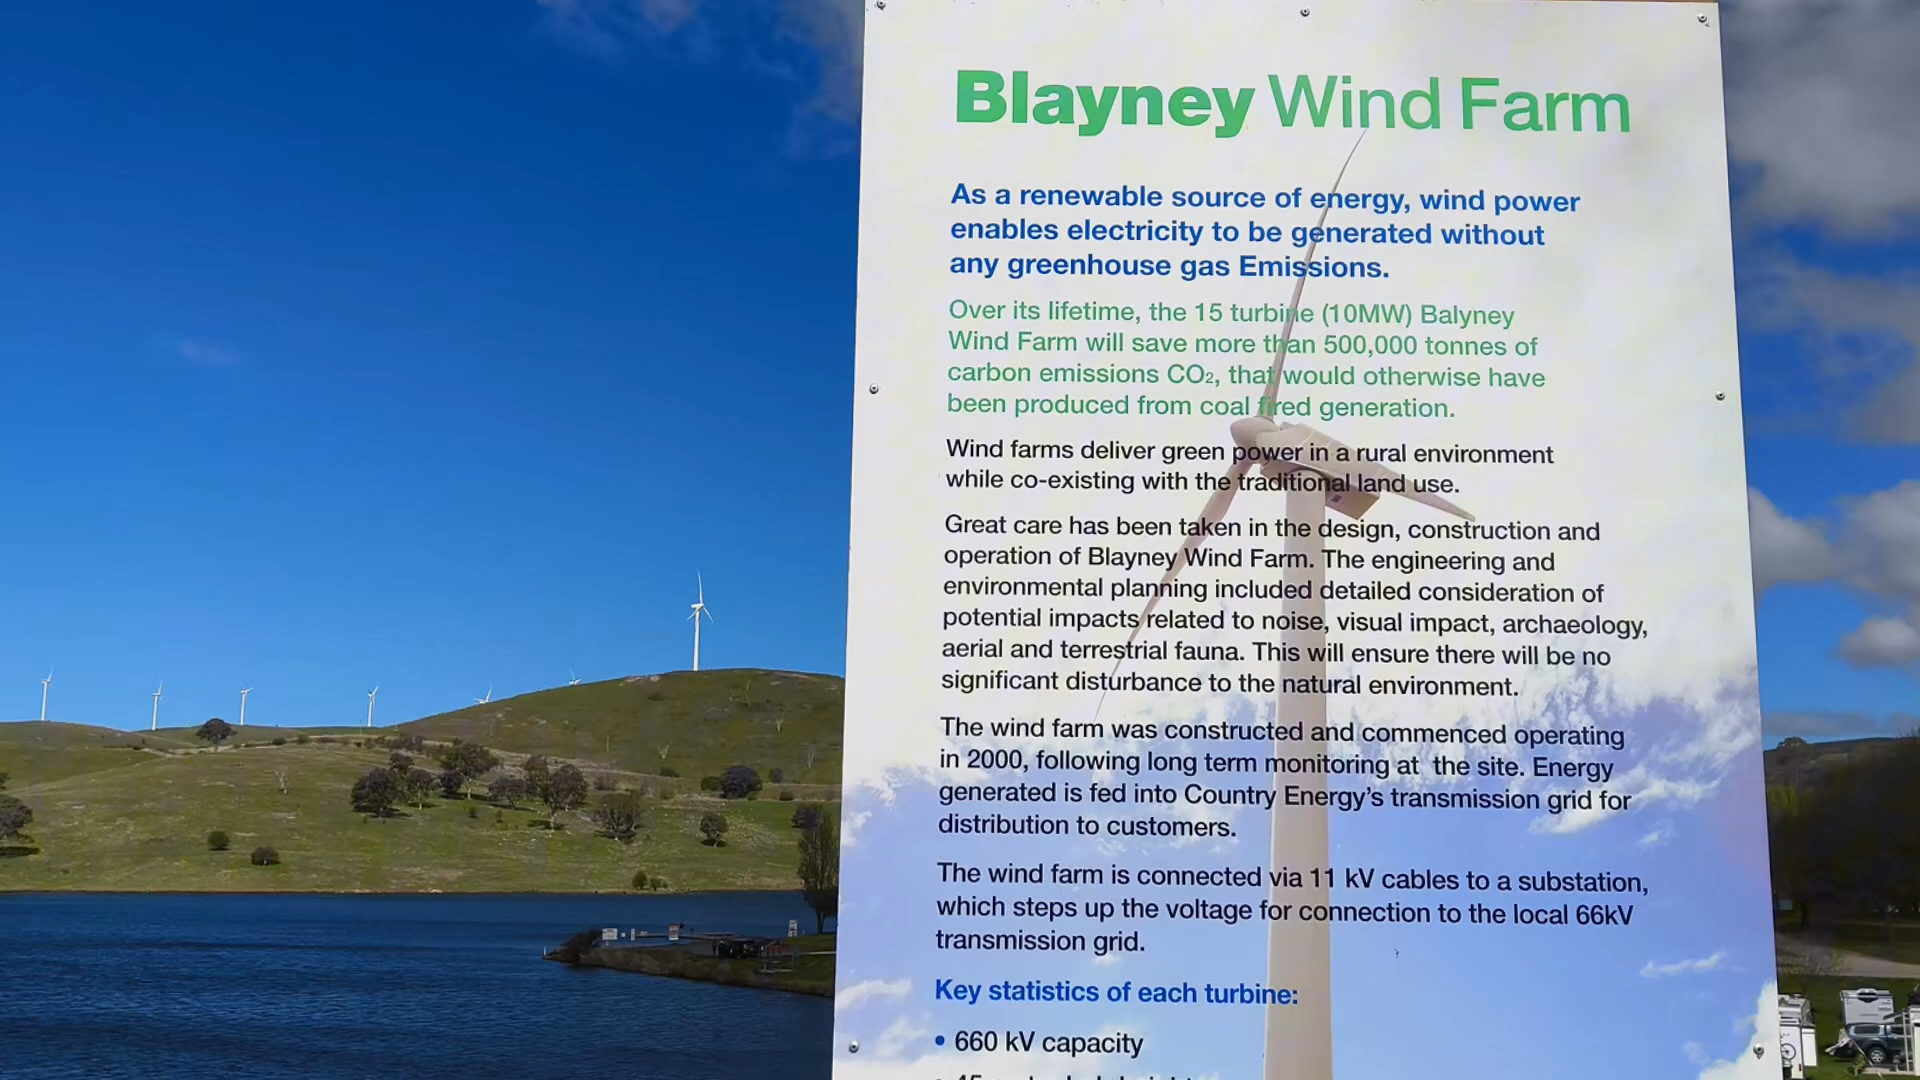 Blayney Wind Farm
As a renewable source of energy, wind power
enables electricity to be generated without
any greenhouse gas Emissions.
Over its lifetime, the 15 turbine (10MW) Balyney
Wind Farm will save more than 500,000 tonnes of
carbon emissions CO₂, that would otherwise have
been produced from coal fired generation.
Wind farms deliver green power in a rural environment
while co-existing with the traditional land use.
Great care has been taken in the design, construction and
operation of Blayney Wind Farm. The engineering and
environmental planning included detailed consideration of
potential impacts related to noise, visual impact, archaeology,
aerial and terrestrial fauna. This will ensure there will be no
significant disturbance to the natural environment.
The wind farm was constructed and commenced operating
in 2000, following long term monitoring at the site. Energy
generated is fed into Country Energy's transmission grid for
distribution to customers.
The wind farm is connected via 11 kV cables to a substation,
which steps up the voltage for connection to the local 66kV
transmission grid.
Key statistics of each turbine:
• 660 kV capacity